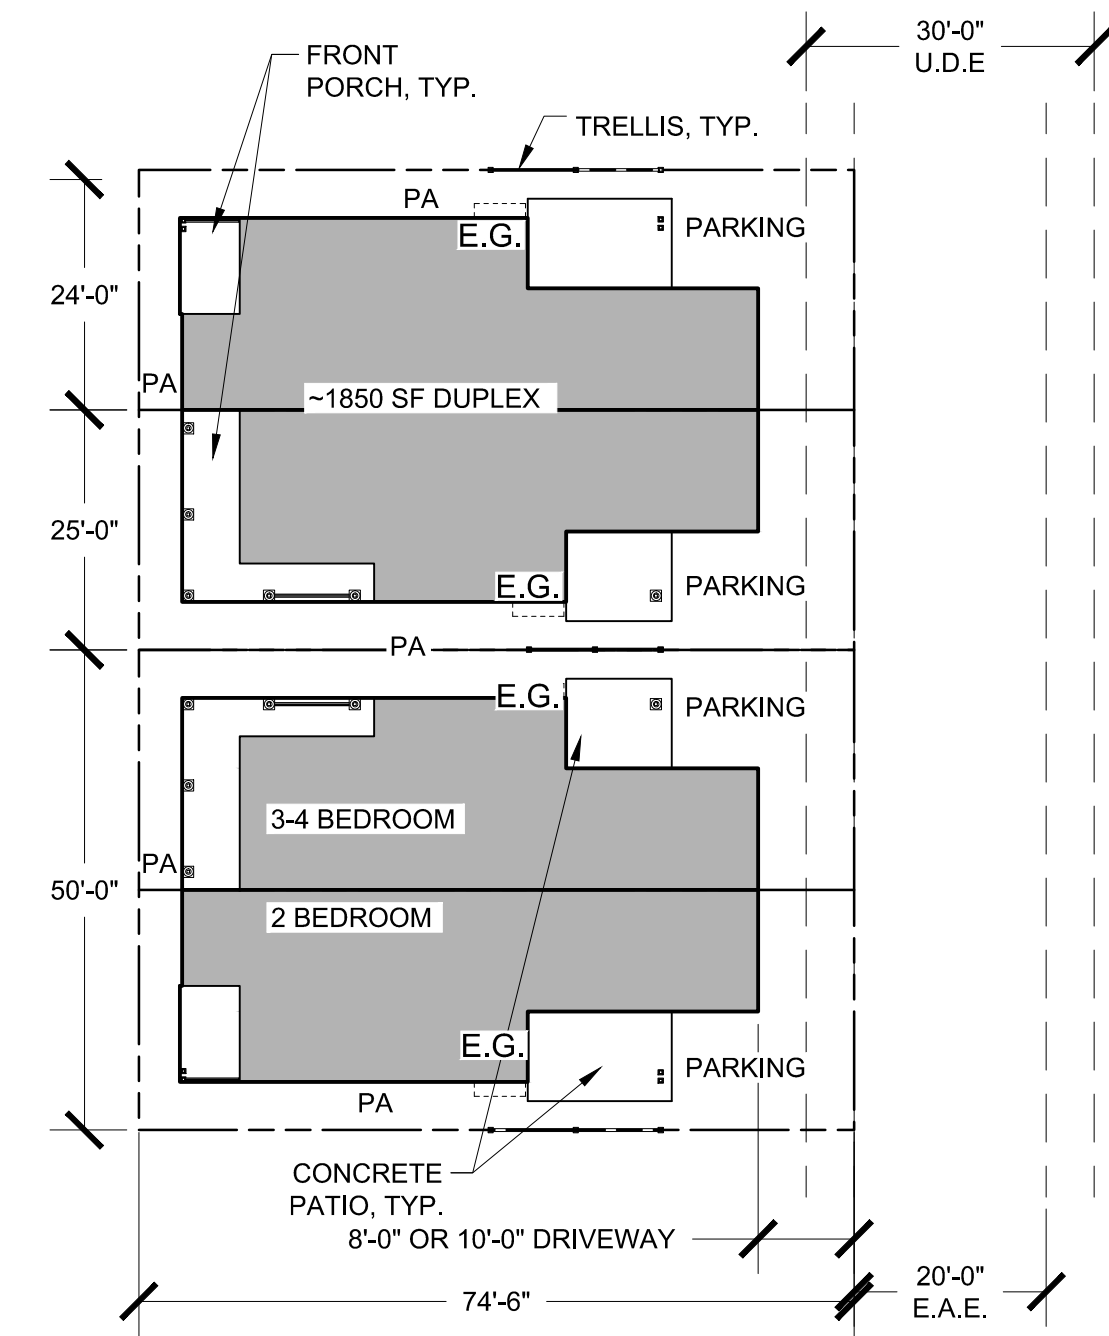 30'-0"
U.D.E
FRONT
PORCH, TYP.
TRELLIS, TYP.
PA
E.G.
PARKING
24'-0"
PA
~1850 SF DUPLEX
25'-0"
E.G.
PARKING
PA
E.G.
PARKING
3-4 BEDROOM
PA
50'-0"
2 BEDROOM
E.G.
PARKING
PA
CONCRETE
PATIO, TYP.
8'-0" OR 10'-0" DRIVEWAY
74'-6"
20'-0"
E.A.E.